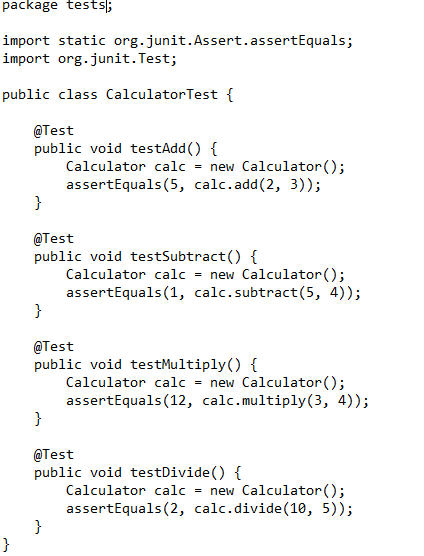 package tests;

import static org.junit.Assert.assertEquals;
import org.junit.Test;

public class CalculatorTest {

    @Test
    public void testAdd() {
        Calculator calc = new Calculator();
        assertEquals(5, calc.add(2, 3));
    }

    @Test
    public void testSubtract() {
        Calculator calc = new Calculator();
        assertEquals(1, calc.subtract(5, 4));
    }

    @Test
    public void testMultiply() {
        Calculator calc = new Calculator();
        assertEquals(12, calc.multiply(3, 4));
    }

    @Test
    public void testDivide() {
        Calculator calc = new Calculator();
        assertEquals(2, calc.divide(10, 5));
    }
}